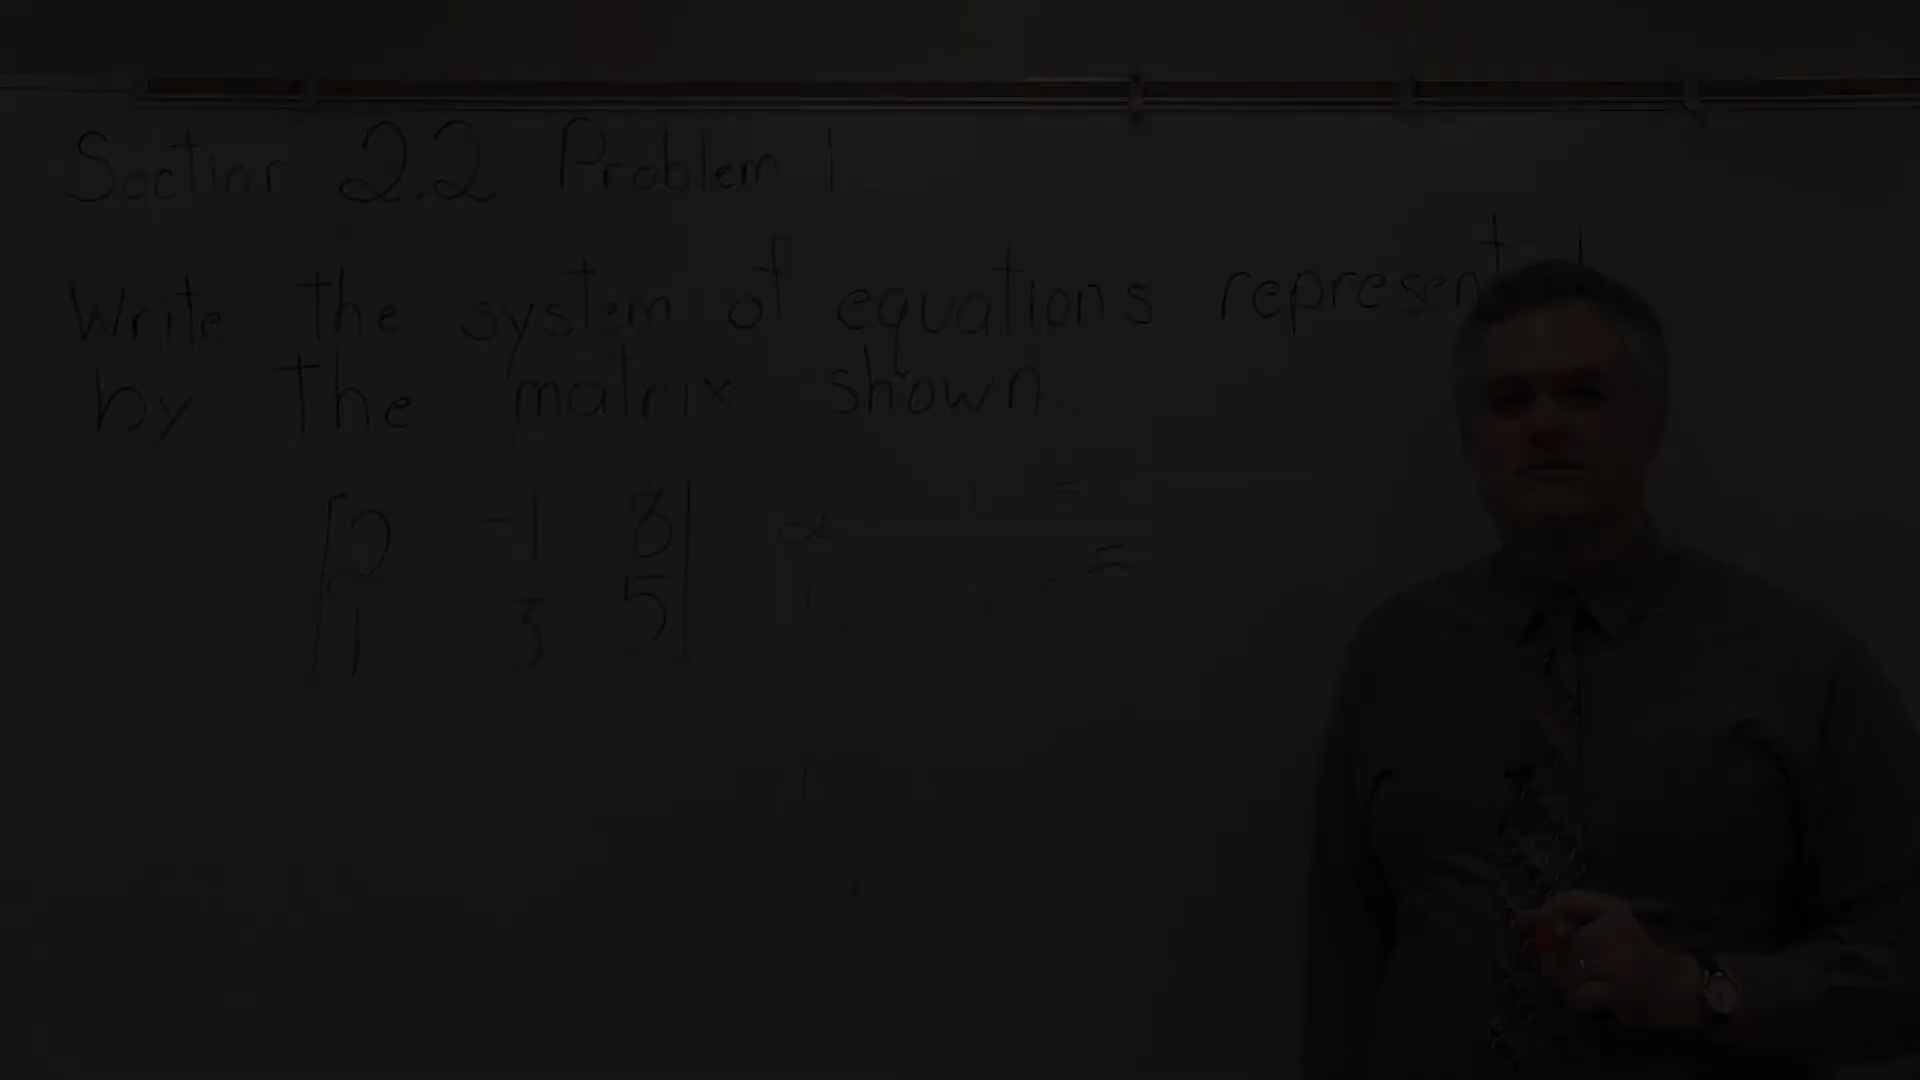 Section 2.2 Problem 1
Write the system of equations represent
by the matrix shown
2 -1 8
1 3 5